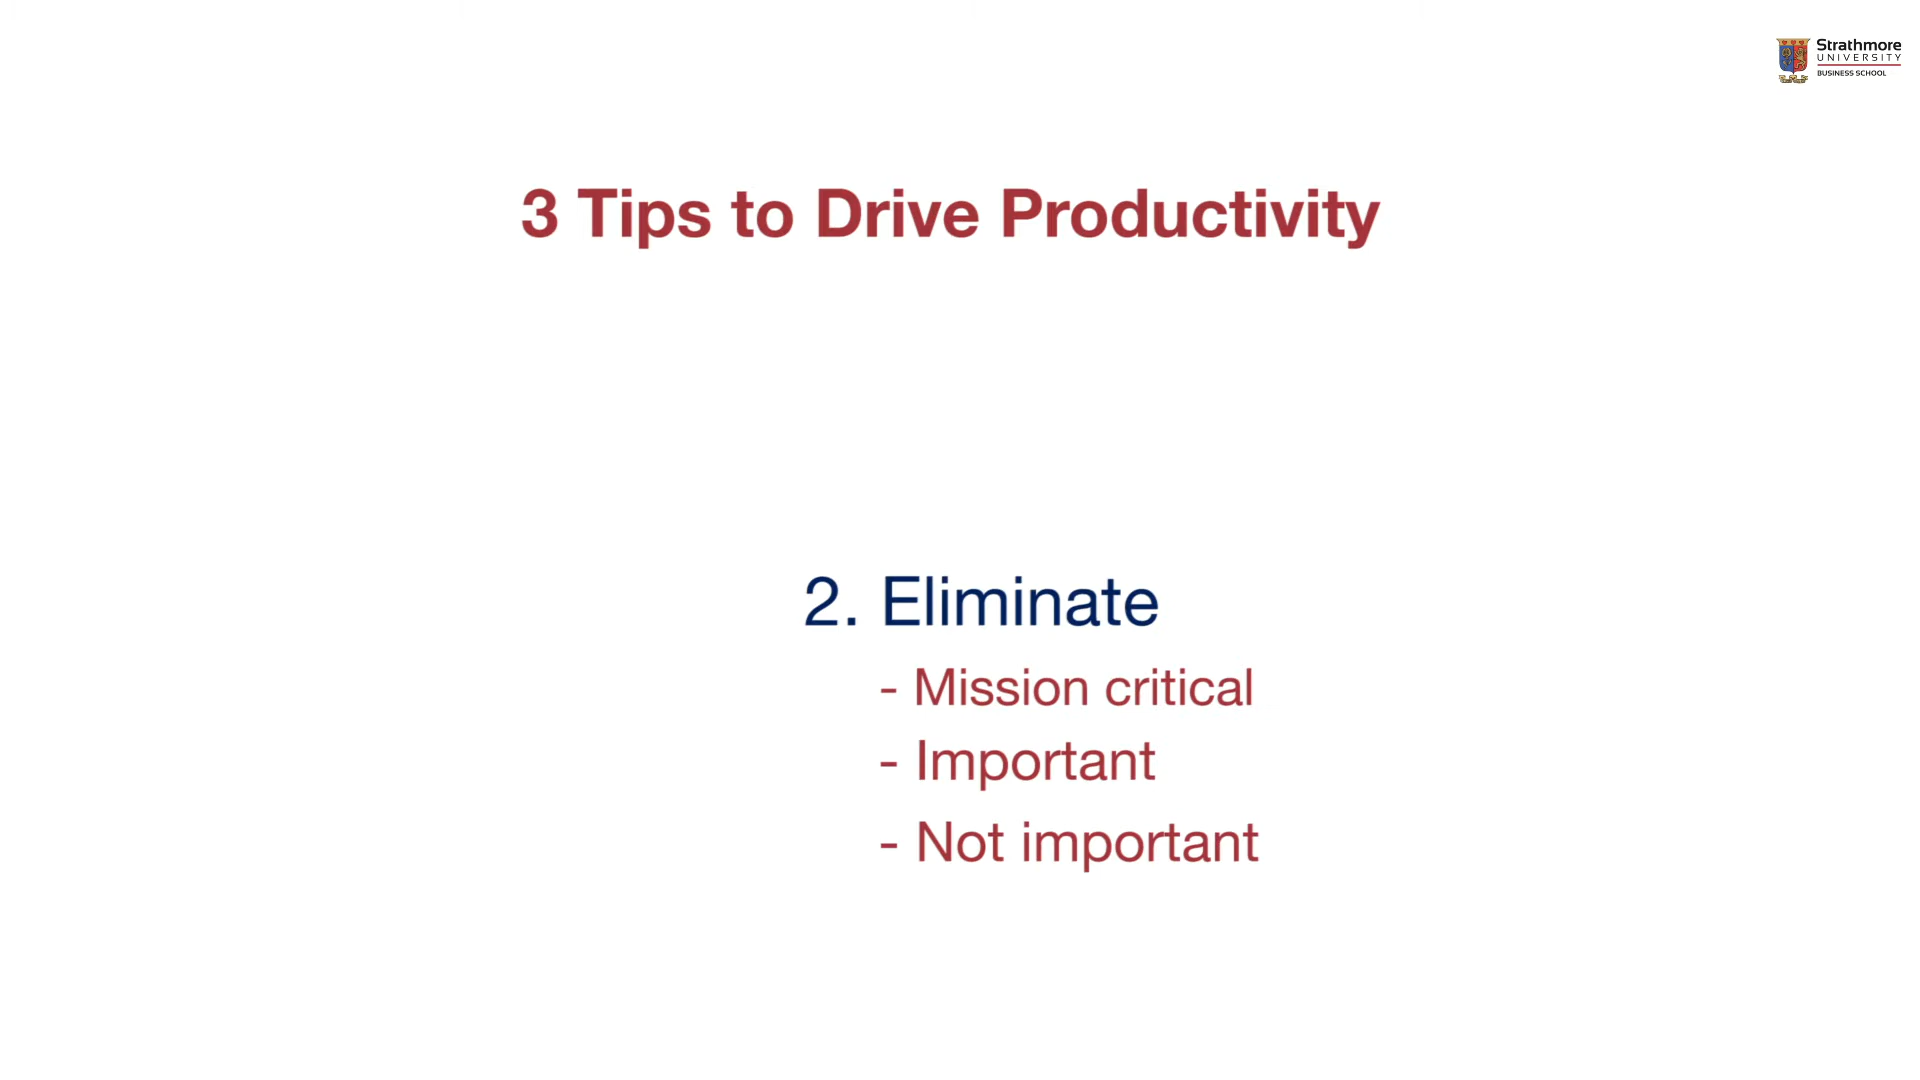 Strathmore
UNIVERSITY
BUSINESS SCHOOL
3 Tips to Drive Productivity
2. Eliminate
- Mission critical
- Important
- Not important